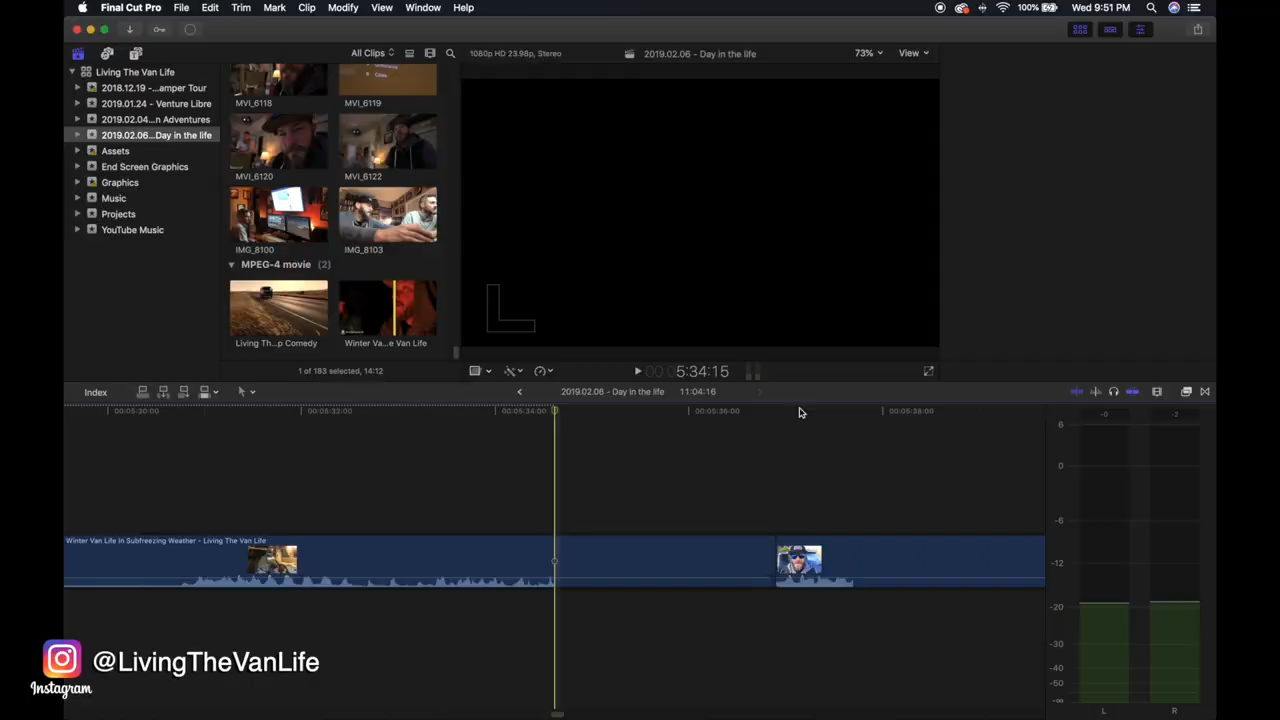 Final Cut Pro File Edit Trim Mark Clip Modify View Window Help 100% Wed 9:51 PM
All Clips
1080p HD 23.98p, Stereo 2019.02.06 - Day in the life 73% View
Living The Van Life
2018.12.19 -...amper Tour
2019.01.24 - Venture Libre
2019.02.04...n Adventures
2019.02.06...Day in the life
Assets
End Screen Graphics
Graphics
Music
Projects
YouTube Music
MVI_6118 MVI_6119
MVI_6120 MVI_6122
IMG_8100 IMG_8103
MPEG-4 movie (2)
Living Th...p Comedy Winter Va...e Van Life
1 of 183 selected, 14:12
00:00:5:34:15
Index 2019.02.06 - Day in the life 11:04:16
00:05:30:00 00:05:32:00 00:05:34:00 00:05:36:00 00:05:38:00
-0 -2
6
0
-6
-12
-20
-30
-40
-50
-∞
L R
Winter Van Life In Subfreezing Weather - Living The Van Life
@LivingTheVanLife
Instagram